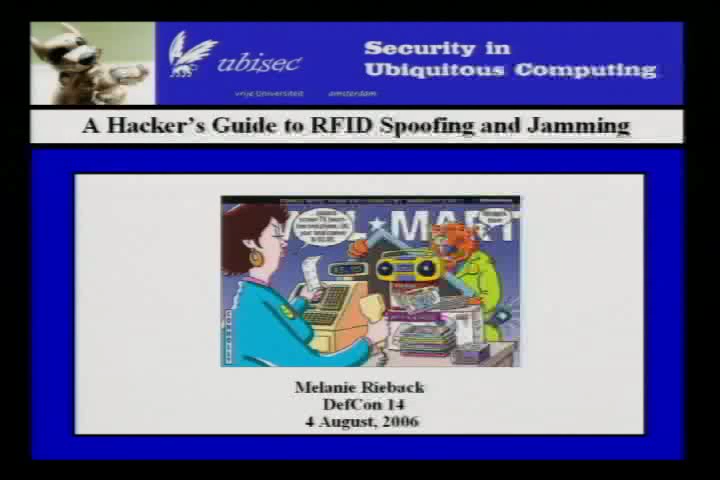 ubisec
Security in
Ubiquitous Computing
vrije Universiteit amsterdam
A Hacker's Guide to RFID Spoofing and Jamming
MART
Melanie Rieback
DefCon 14
4 August, 2006